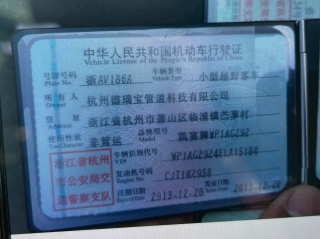 中华人民共和国机动车行驶证
Vehicle License of the People's Republic of China
号牌号码 浙AV186A 车辆类型 小型越野客车
Plate No. Vehicle Type
所有人 杭州德瑞宝管道科技有限公司
Owner
住址 浙江省杭州市萧山区临浦镇苎萝村
Address
使用性质 非营运 品牌型号 凯宴牌WP1AG292
Use Character Model
浙江省杭州
市公安局交
通警察支队
车辆识别代号 WP1AG2924ELA15184
VIN
发动机号码 CJT162958
Engine No.
注册日期 2013-12-20 发证日期 2013-12-20
Register Date Issue Date